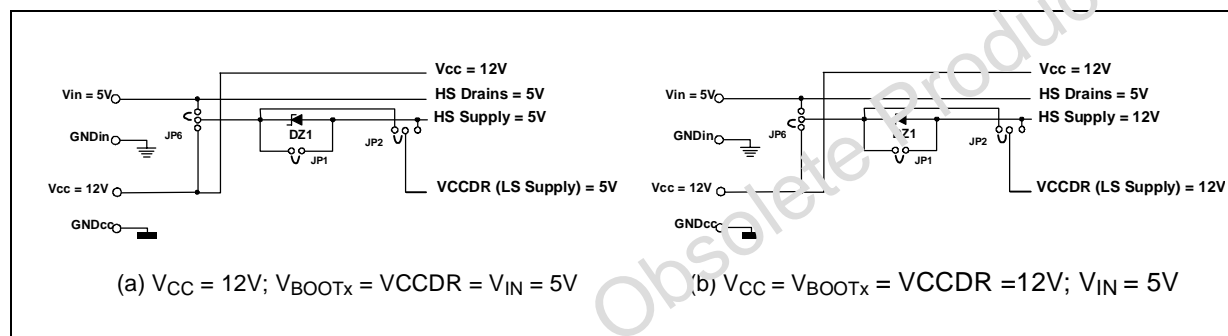 Vcc = 12V
Vin = 5V
HS Drains = 5V
HS Supply = 5V
DZ1
JP6
JP2
GNDin
JP1
Vcc = 12V
VCCDR (LS Supply) = 5V
GNDcc
(a) VCC = 12V; VBOOTx = VCCDR = VIN = 5V
Vcc = 12V
Vin = 5V
HS Drains = 5V
HS Supply = 12V
DZ1
JP6
JP2
GNDin
JP1
Vcc = 12V
VCCDR (LS Supply) = 12V
GNDcc
(b) VCC = VBOOTx = VCCDR =12V; VIN = 5V
Obsolete Produc